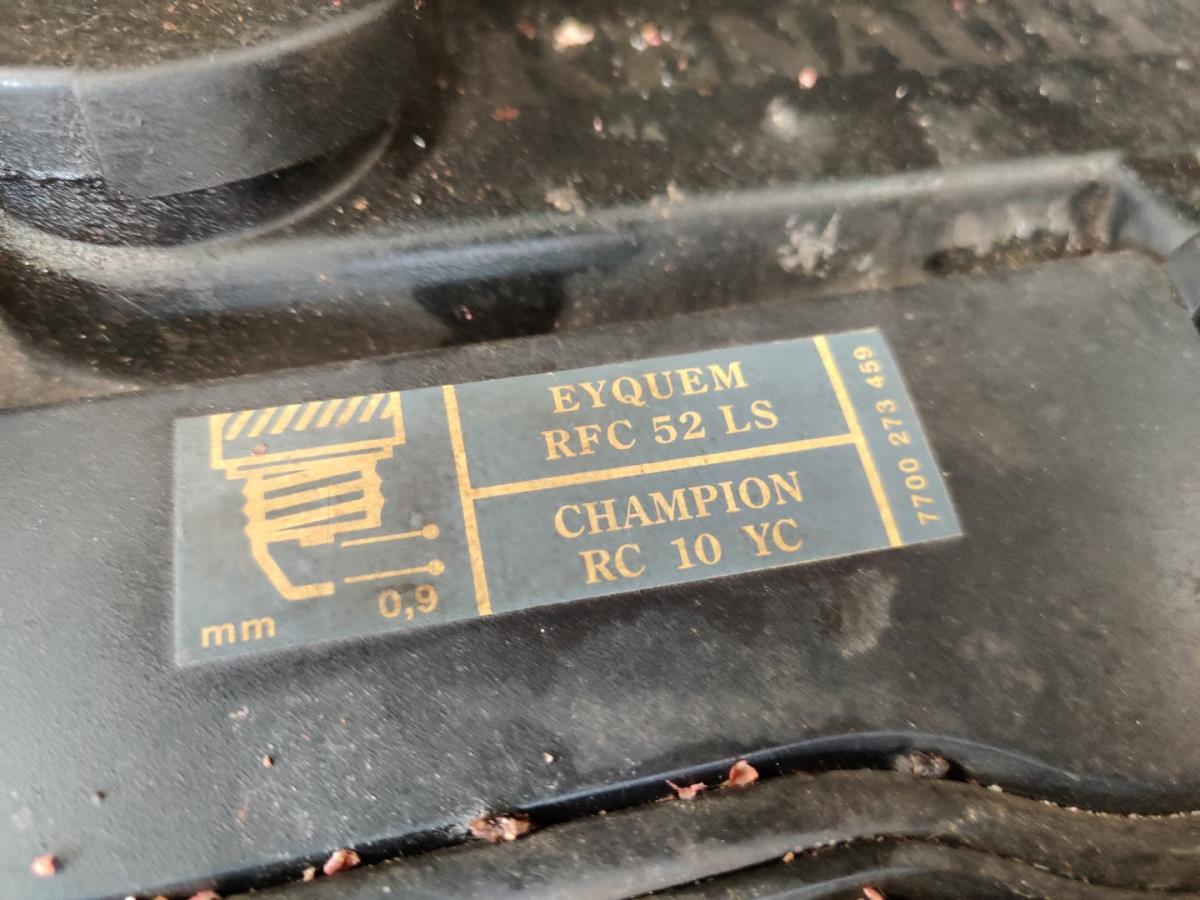 EYQUEM
RFC 52 LS
CHAMPION
RC 10 YC
0,9
mm
7700 273 459